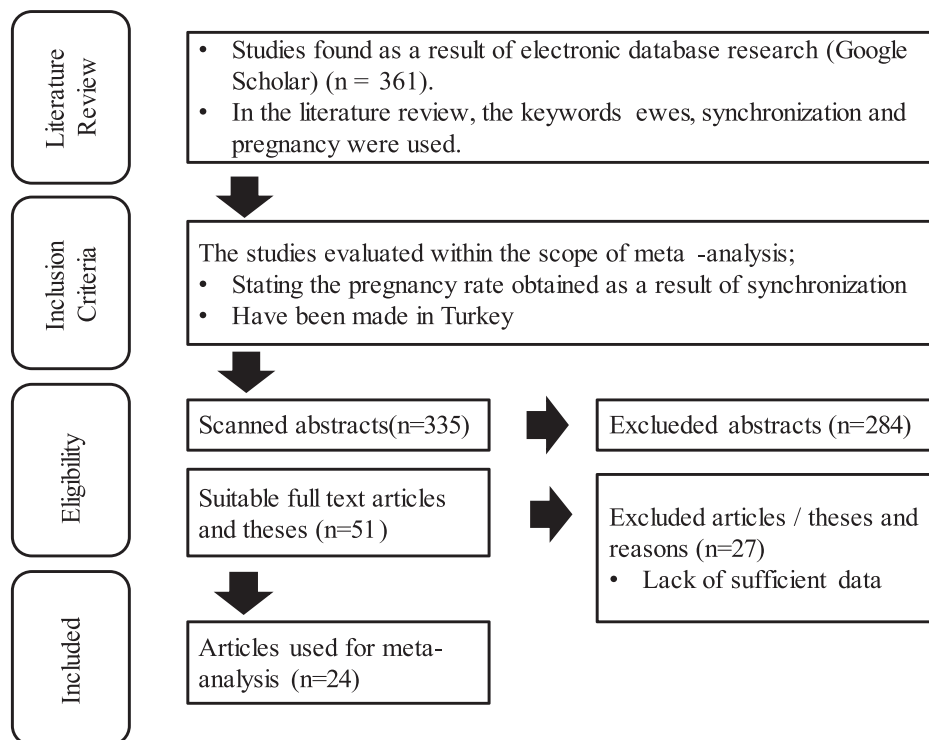 Literature
Review
• Studies found as a result of electronic database research (Google
Scholar) (n = 361).
• In the literature review, the keywords ewes, synchronization and
pregnancy were used.
Inclusion
Criteria
The studies evaluated within the scope of meta -analysis;
• Stating the pregnancy rate obtained as a result of synchronization
• Have been made in Turkey
Eligibility
Scanned abstracts(n=335)
Exclueded abstracts (n=284)
Suitable full text articles
and theses (n=51)
Excluded articles / theses and
reasons (n=27)
• Lack of sufficient data
Included
Articles used for meta-
analysis (n=24)